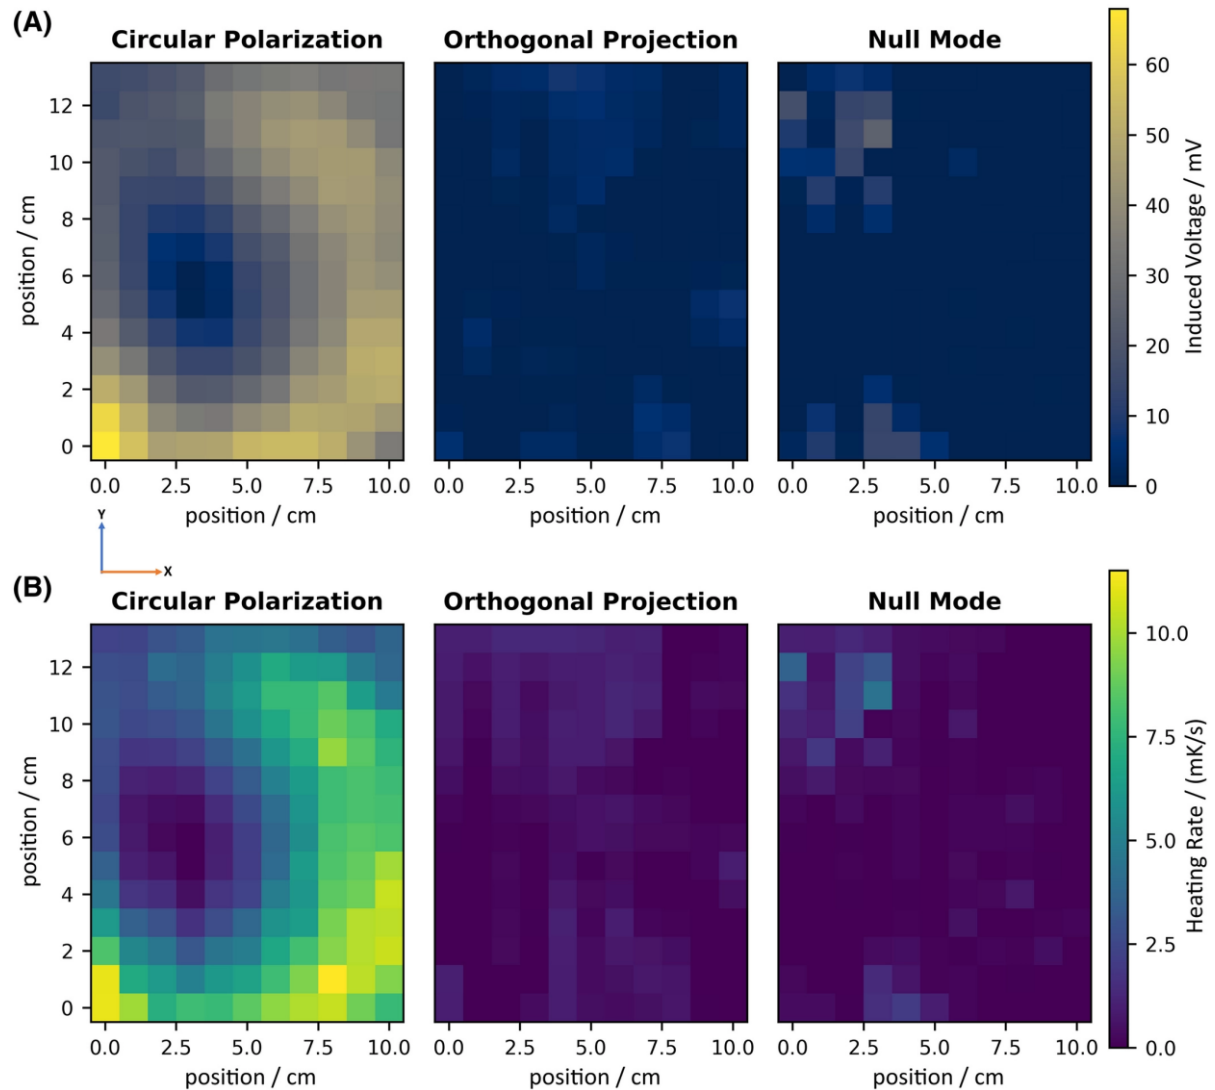 (A)
Circular Polarization
Orthogonal Projection
Null Mode
position / cm
12
10
8
6
4
2
0
0.0 2.5 5.0 7.5 10.0
position / cm
0.0 2.5 5.0 7.5 10.0
position / cm
0.0 2.5 5.0 7.5 10.0
position / cm
60
50
40
30
20
10
0
Induced Voltage / mV
Y
X
(B)
Circular Polarization
Orthogonal Projection
Null Mode
position / cm
12
10
8
6
4
2
0
0.0 2.5 5.0 7.5 10.0
position / cm
0.0 2.5 5.0 7.5 10.0
position / cm
0.0 2.5 5.0 7.5 10.0
position / cm
10.0
7.5
5.0
2.5
0.0
Heating Rate / (mK/s)